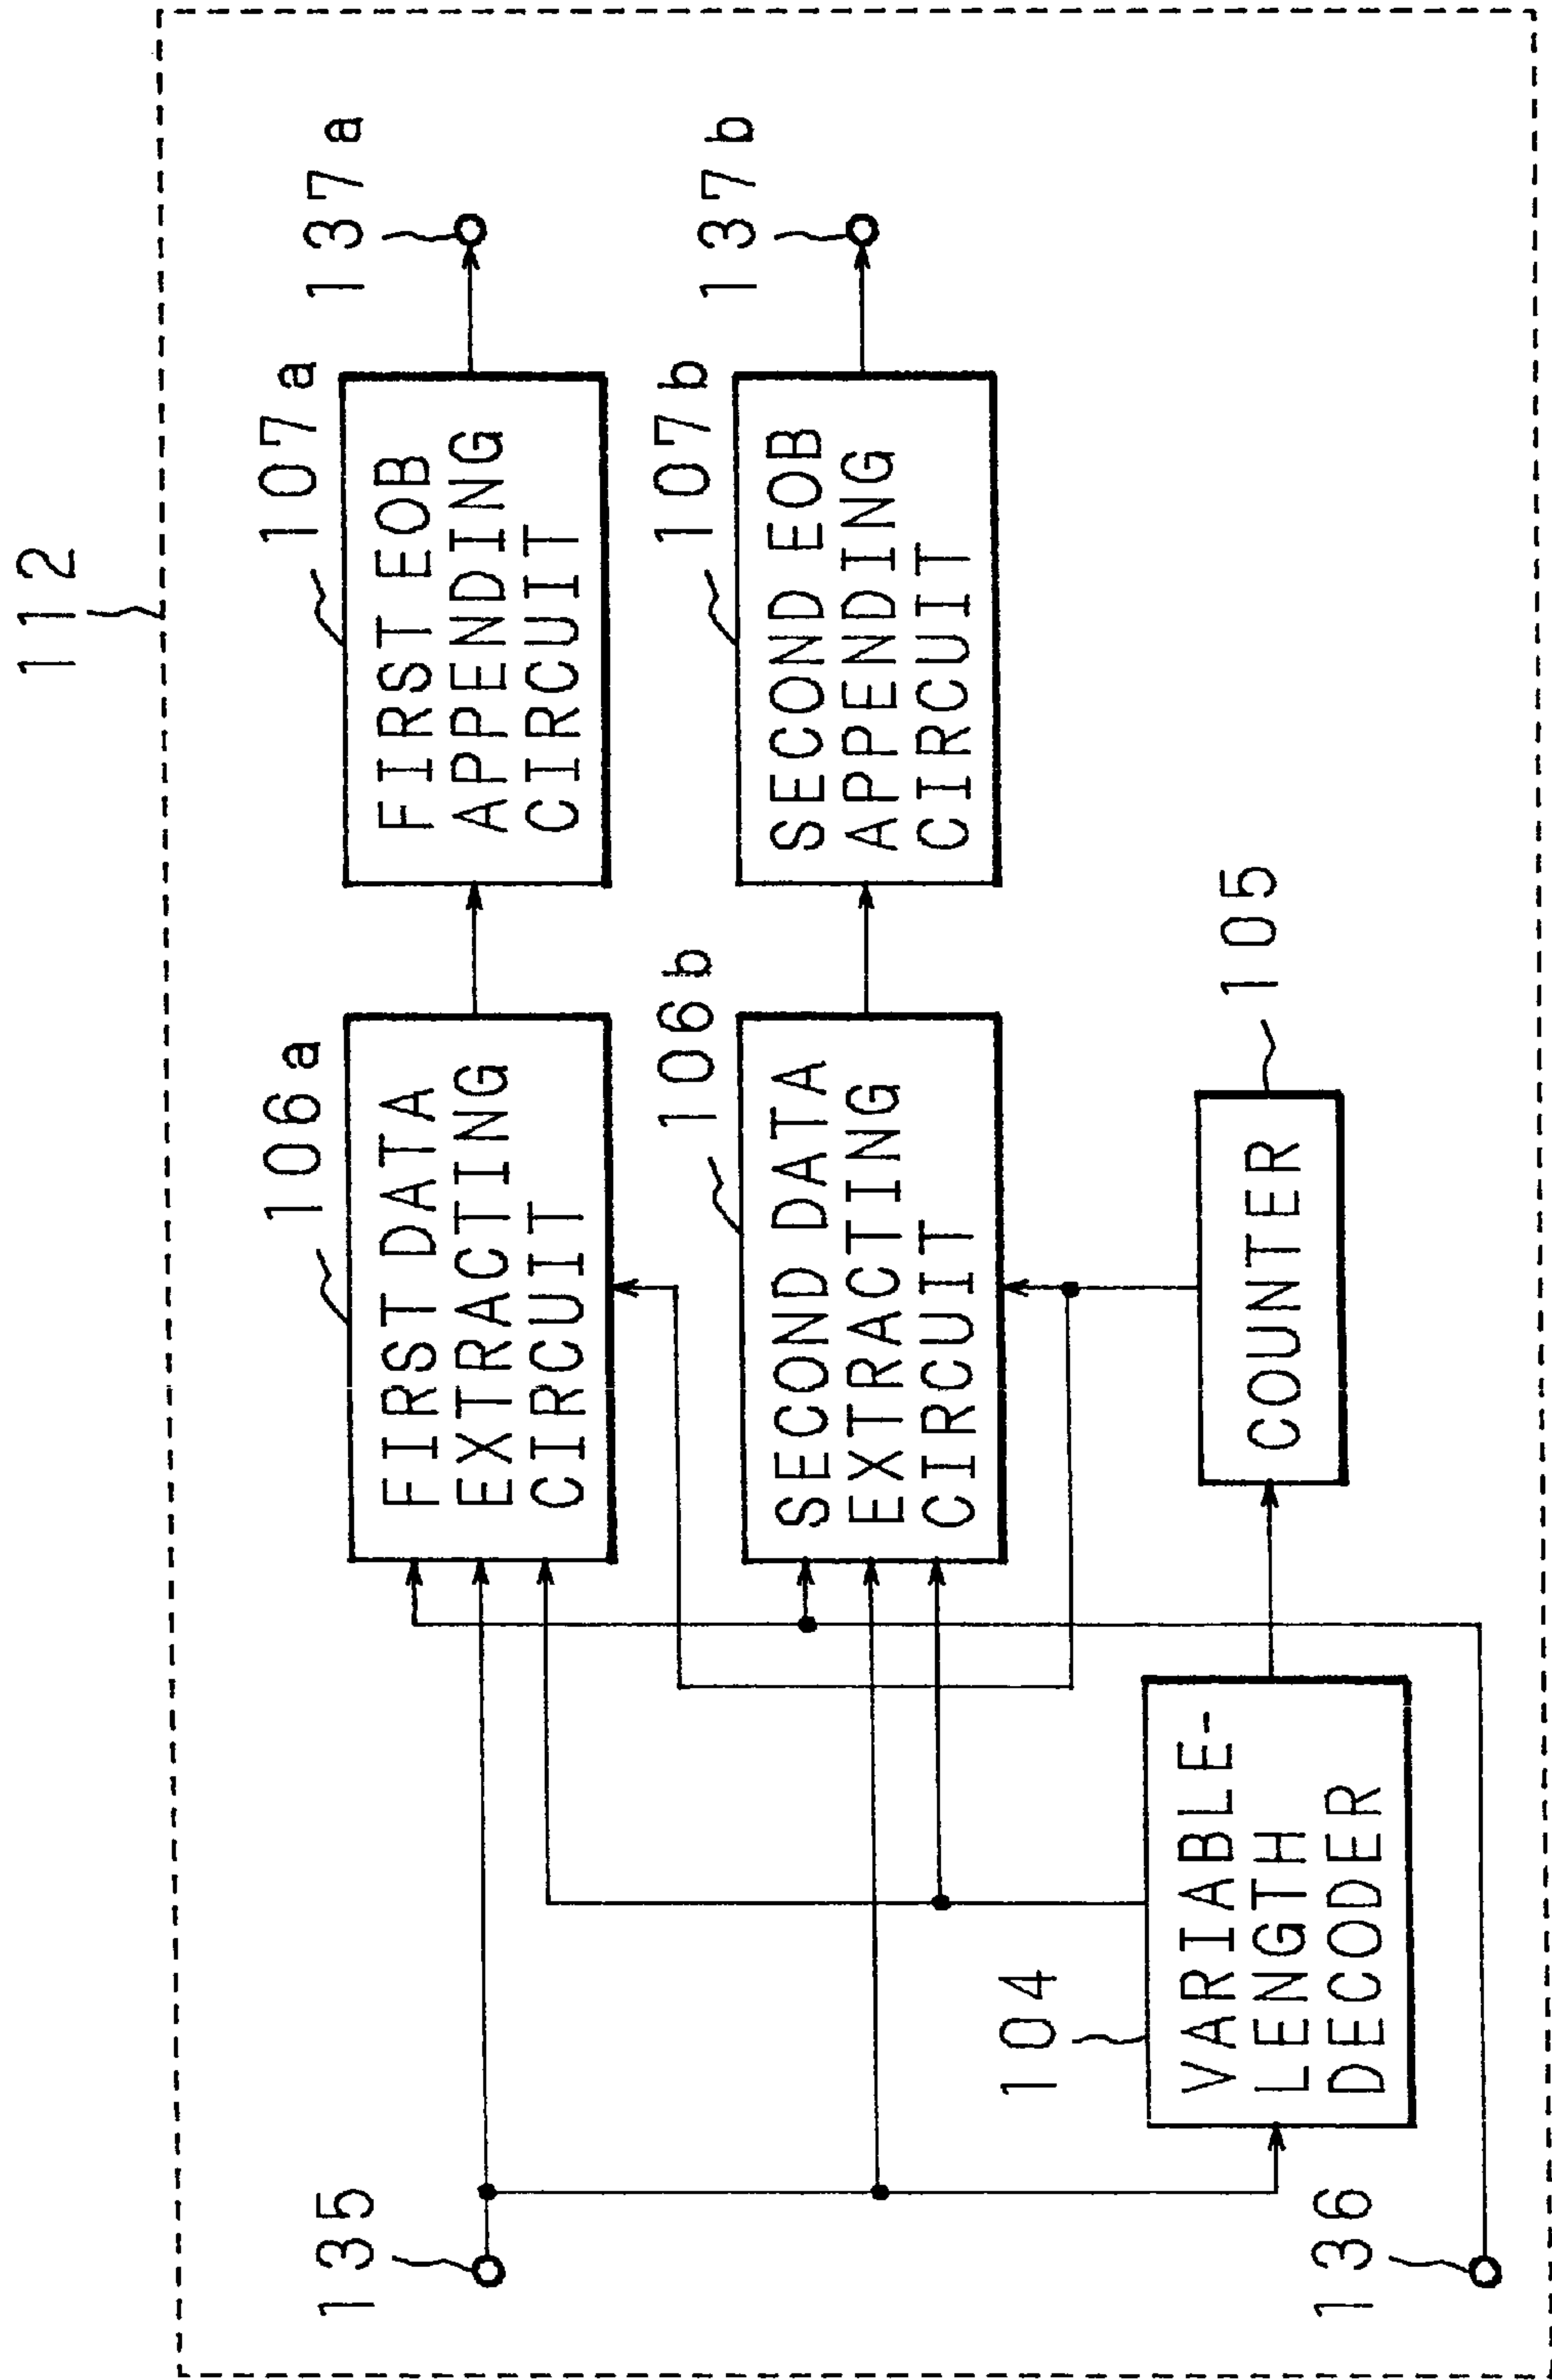 112
107a
FIRST EOB
APPENDING
CIRCUIT
137a
106a
FIRST DATA
EXTRACTING
CIRCUIT
107b
SECOND EOB
APPENDING
CIRCUIT
137b
106b
SECOND DATA
EXTRACTING
CIRCUIT
105
COUNTER
104
VARIABLE-
LENGTH
DECODER
135
136